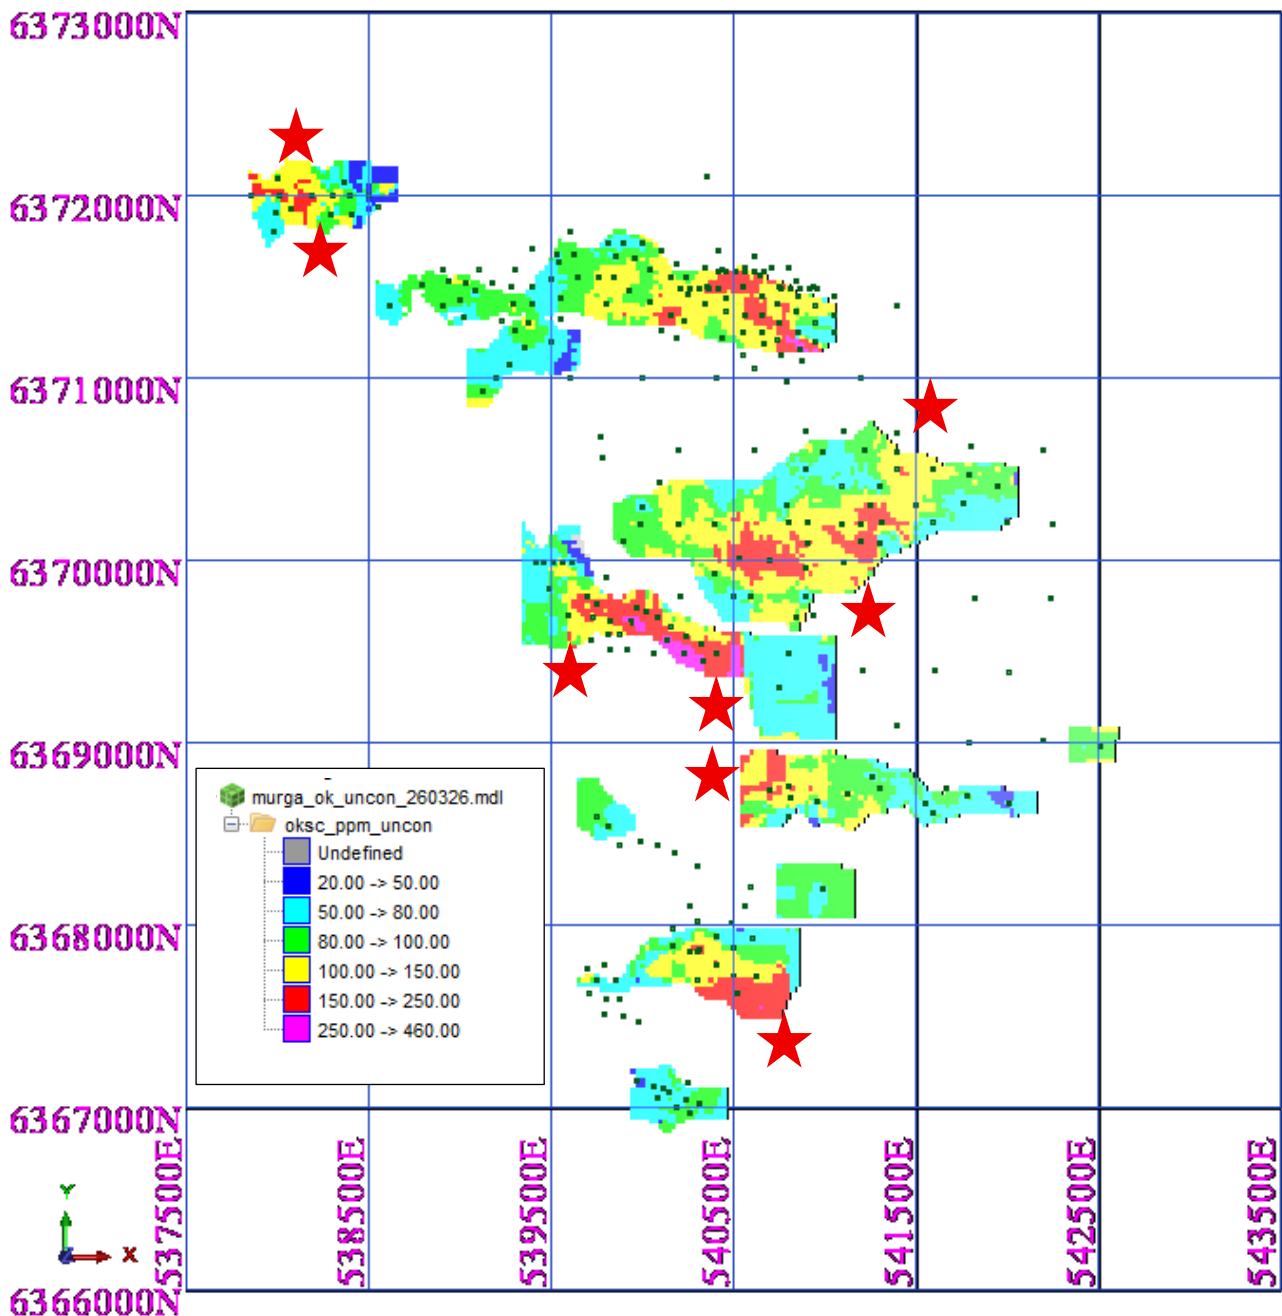 6373000N
6372000N
6371000N
6370000N
6369000N
murga_ok_uncon_260326.mdl
oksc_ppm_uncon
Undefined
20.00 -> 50.00
50.00 -> 80.00
80.00 -> 100.00
100.00 -> 150.00
150.00 -> 250.00
250.00 -> 460.00
6368000N
6367000N
6366000N
537500E
538500E
539500E
540500E
541500E
542500E
543500E
Y
X